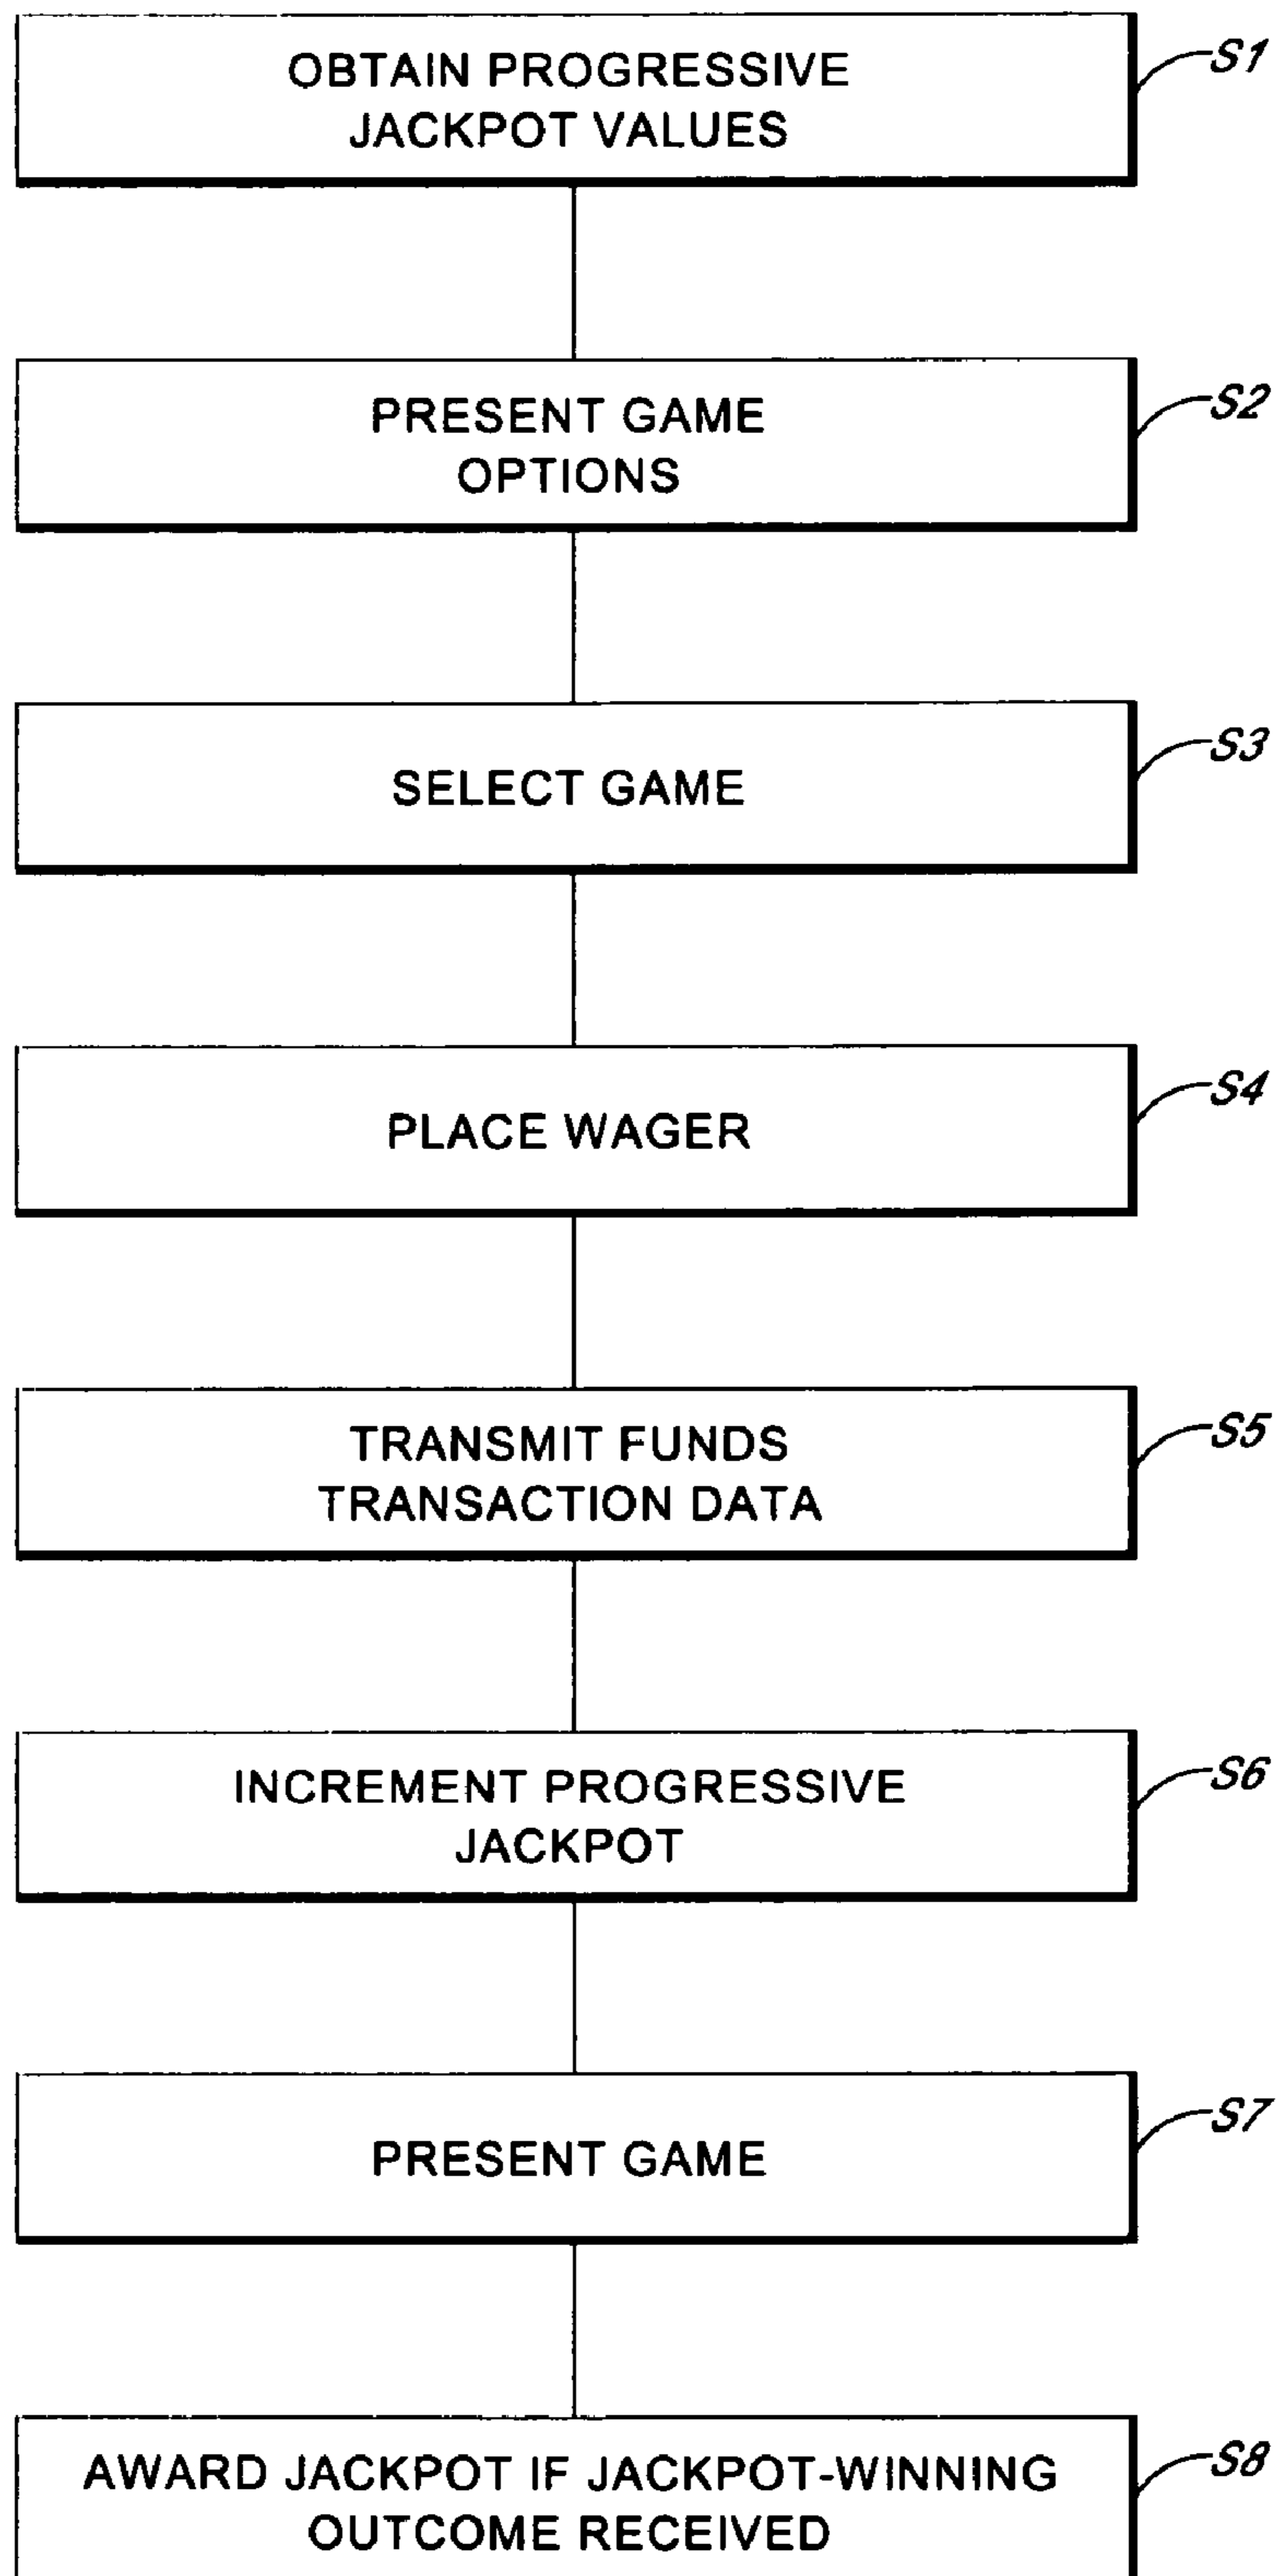 OBTAIN PROGRESSIVE
JACKPOT VALUES
S1
PRESENT GAME
OPTIONS
S2
SELECT GAME
S3
PLACE WAGER
S4
TRANSMIT FUNDS
TRANSACTION DATA
S5
INCREMENT PROGRESSIVE
JACKPOT
S6
PRESENT GAME
S7
AWARD JACKPOT IF JACKPOT-WINNING
OUTCOME RECEIVED
S8